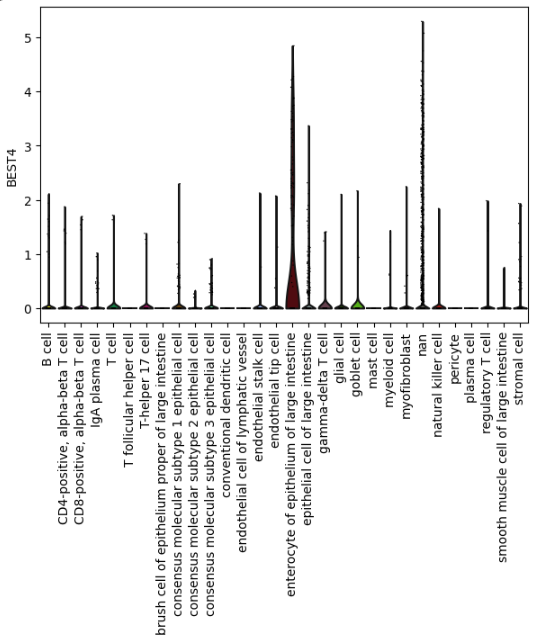 5
4
3
2
1
0
BEST4
B cell
CD4-positive, alpha-beta T cell
CD8-positive, alpha-beta T cell
IgA plasma cell
T cell
T follicular helper cell
T-helper 17 cell
brush cell of epithelium proper of large intestine
consensus molecular subtype 1 epithelial cell
consensus molecular subtype 2 epithelial cell
consensus molecular subtype 3 epithelial cell
conventional dendritic cell
endothelial cell of lymphatic vessel
endothelial stalk cell
endothelial tip cell
enterocyte of epithelium of large intestine
epithelial cell of large intestine
gamma-delta T cell
glial cell
goblet cell
mast cell
myeloid cell
myofibroblast
nan
natural killer cell
pericyte
plasma cell
regulatory T cell
smooth muscle cell of large intestine
stromal cell